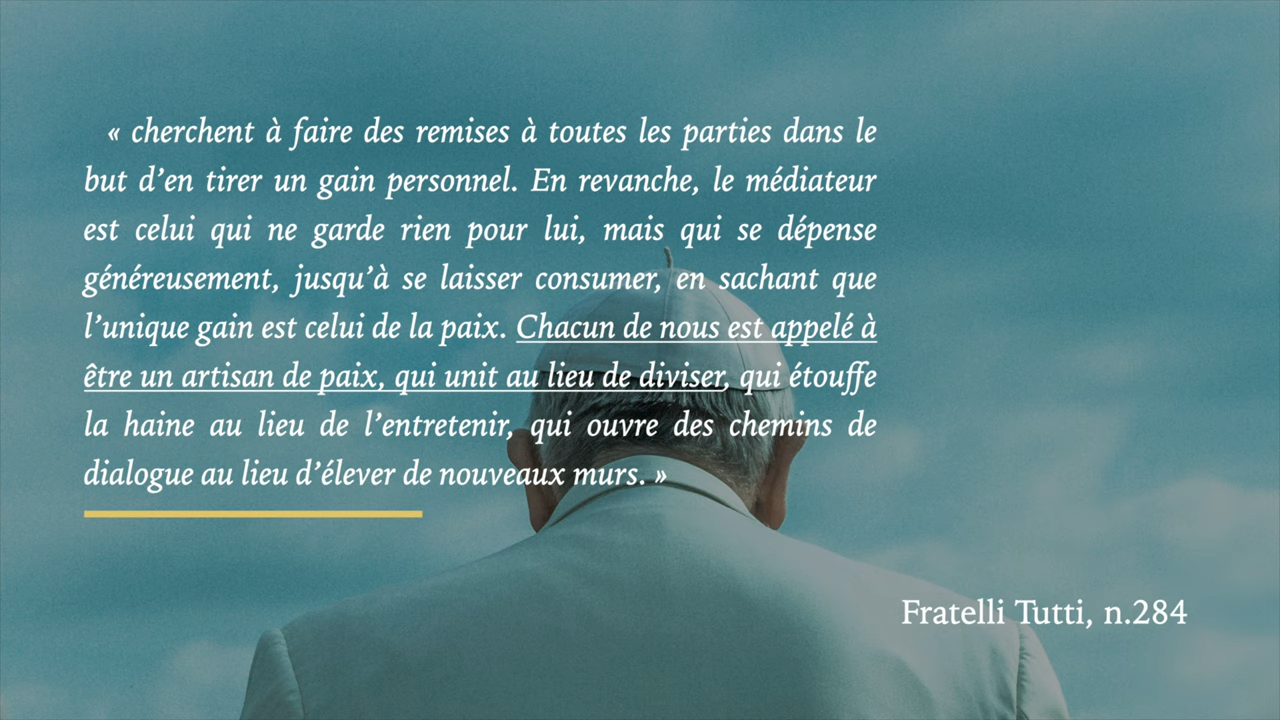 « cherchent à faire des remises à toutes les parties dans le
but d’en tirer un gain personnel. En revanche, le médiateur
est celui qui ne garde rien pour lui, mais qui se dépense
généreusement, jusqu’à se laisser consumer, en sachant que
l’unique gain est celui de la paix. Chacun de nous est appelé à
être un artisan de paix, qui unit au lieu de diviser, qui étouffe
la haine au lieu de l’entretenir, qui ouvre des chemins de
dialogue au lieu d’élever de nouveaux murs. »
Fratelli Tutti, n.284